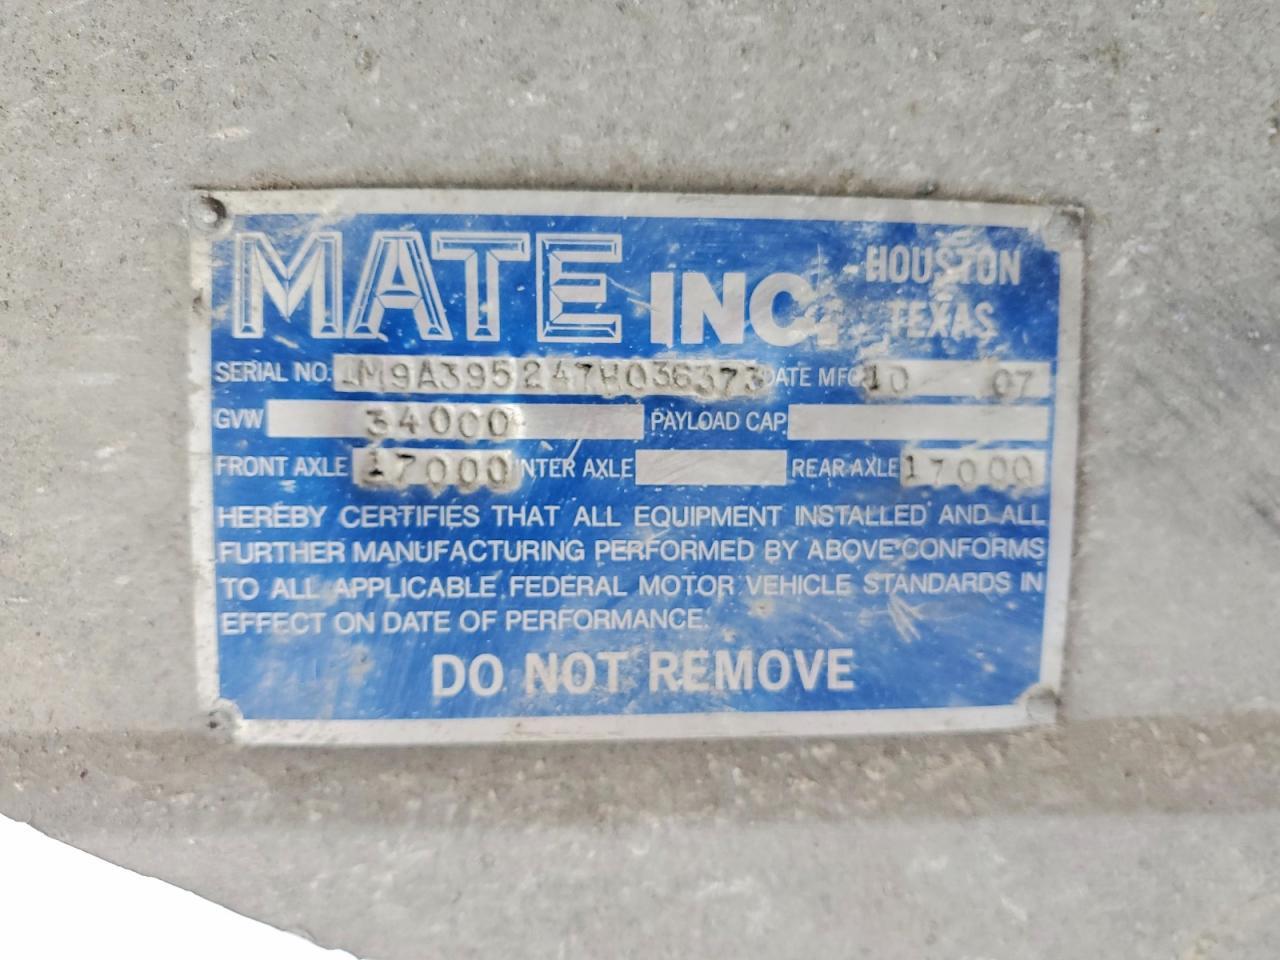 MATE INC. HOUSTON TEXAS
SERIAL NO. 1M9A395247H036373 DATE MFG 10 07
GVW 34000 PAYLOAD CAP.
FRONT AXLE 17000 INTER AXLE REAR AXLE 17000
HEREBY CERTIFIES THAT ALL EQUIPMENT INSTALLED AND ALL
FURTHER MANUFACTURING PERFORMED BY ABOVE CONFORMS
TO ALL APPLICABLE FEDERAL MOTOR VEHICLE STANDARDS IN
EFFECT ON DATE OF PERFORMANCE.
DO NOT REMOVE